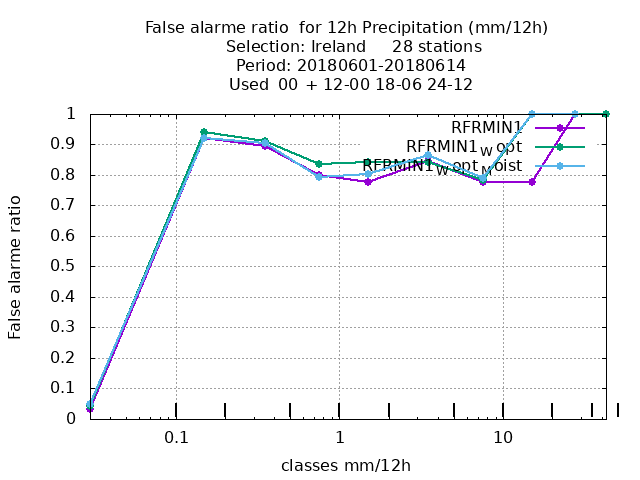 False alarme ratio  for 12h Precipitation (mm/12h)
Selection: Ireland     28 stations
Period: 20180601-20180614
Used  00 + 12-00 18-06 24-12
RFRMIN1
RFRMIN1W opt
RFRMIN1W opt Moist
1
0.9
0.8
0.7
0.6
0.5
0.4
0.3
0.2
0.1
0
False alarme ratio
0.1 1 10
classes mm/12h